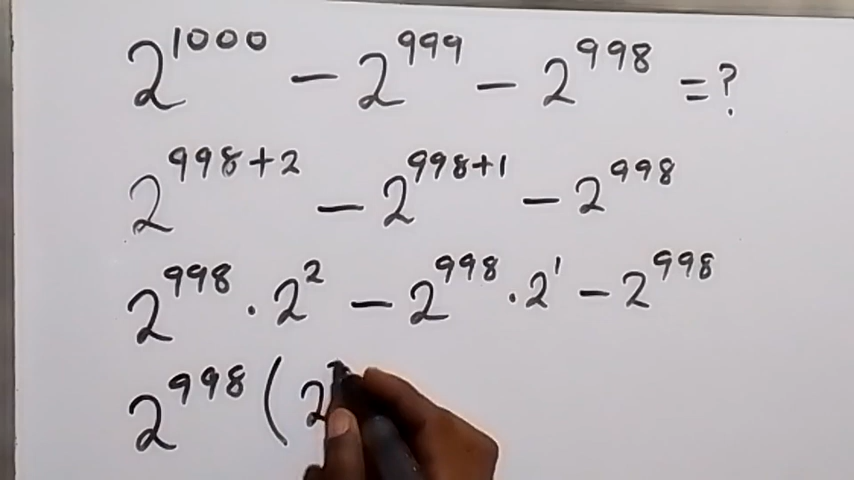 2^1000 − 2^999 − 2^998 = ?
2^998+2 − 2^998+1 − 2^998
2^998 · 2^2 − 2^998 · 2^1 − 2^998
2^998 ( 2